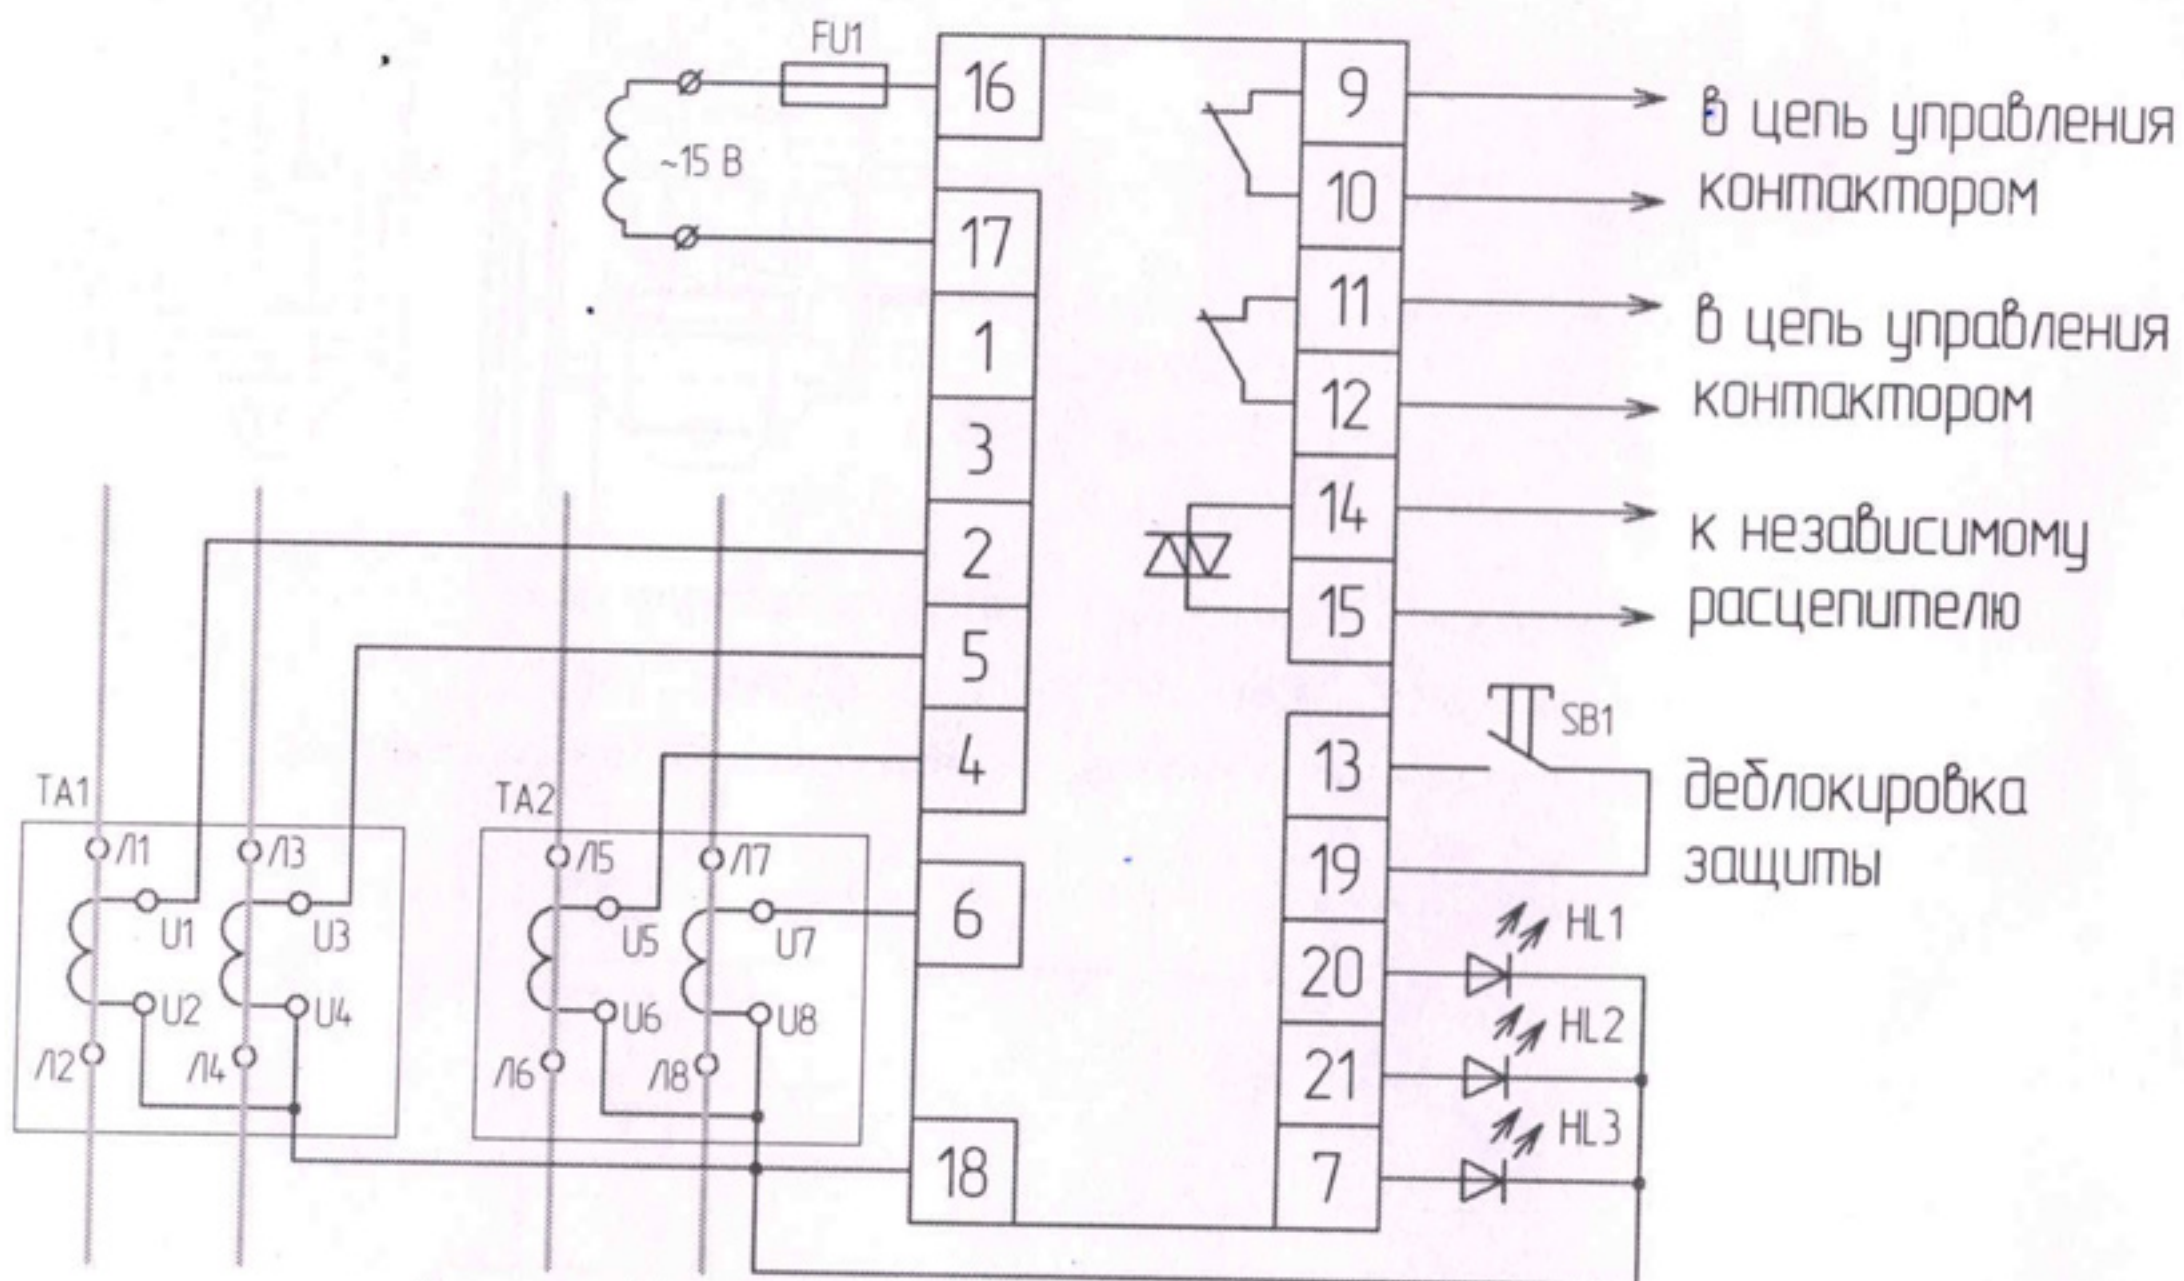 FU1
16
9
в цепь управления
~15 В
10
контактором
17
11
в цепь управления
1
12
контактором
3
14
к независимому
2
15
расцепителю
5
SB1
13
деблокировка
4
TA1
TA2
19
защиты
Л1
Л3
Л5
Л7
6
HL1
U1
U3
U5
U7
20
U2
U4
U6
U8
HL2
Л2
Л4
Л6
Л8
21
HL3
18
7